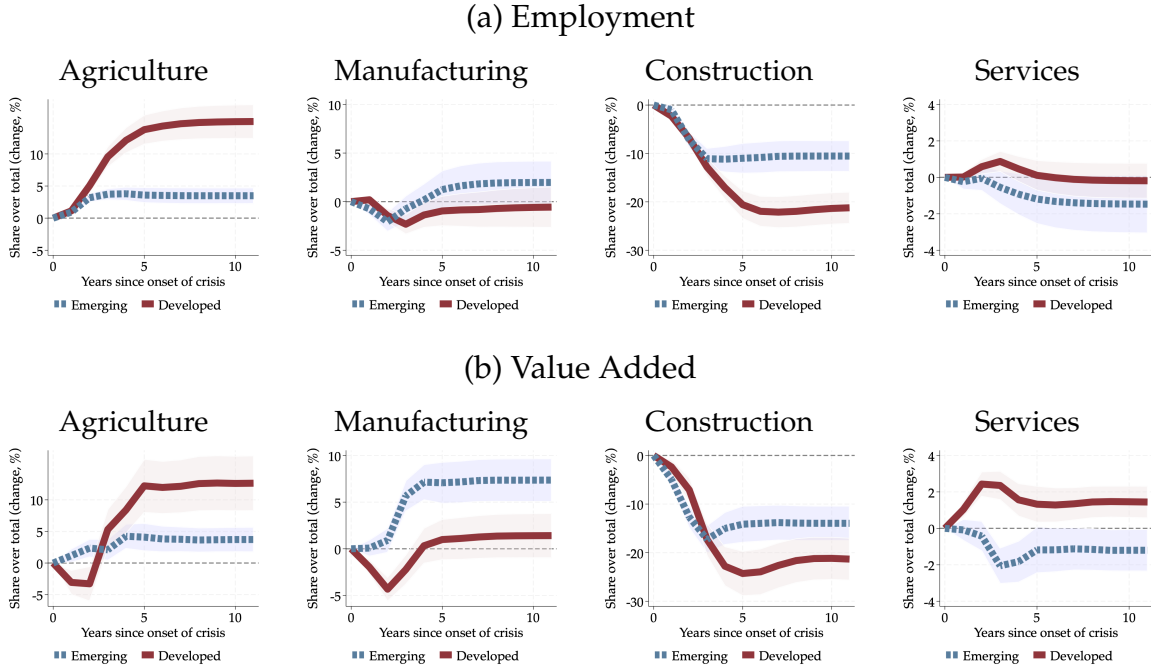 (a) Employment
Agriculture
Share over total (change, %)
10
5
0
-5
0 5 10
Years since onset of crisis
Emerging Developed
Manufacturing
Share over total (change, %)
10
5
0
-5
0 5 10
Years since onset of crisis
Emerging Developed
Construction
Share over total (change, %)
0
-10
-20
-30
0 5 10
Years since onset of crisis
Emerging Developed
Services
Share over total (change, %)
4
2
0
-2
-4
0 5 10
Years since onset of crisis
Emerging Developed
(b) Value Added
Agriculture
Share over total (change, %)
10
5
0
-5
0 5 10
Years since onset of crisis
Emerging Developed
Manufacturing
Share over total (change, %)
10
5
0
-5
0 5 10
Years since onset of crisis
Emerging Developed
Construction
Share over total (change, %)
0
-10
-20
-30
0 5 10
Years since onset of crisis
Emerging Developed
Services
Share over total (change, %)
4
2
0
-2
-4
0 5 10
Years since onset of crisis
Emerging Developed